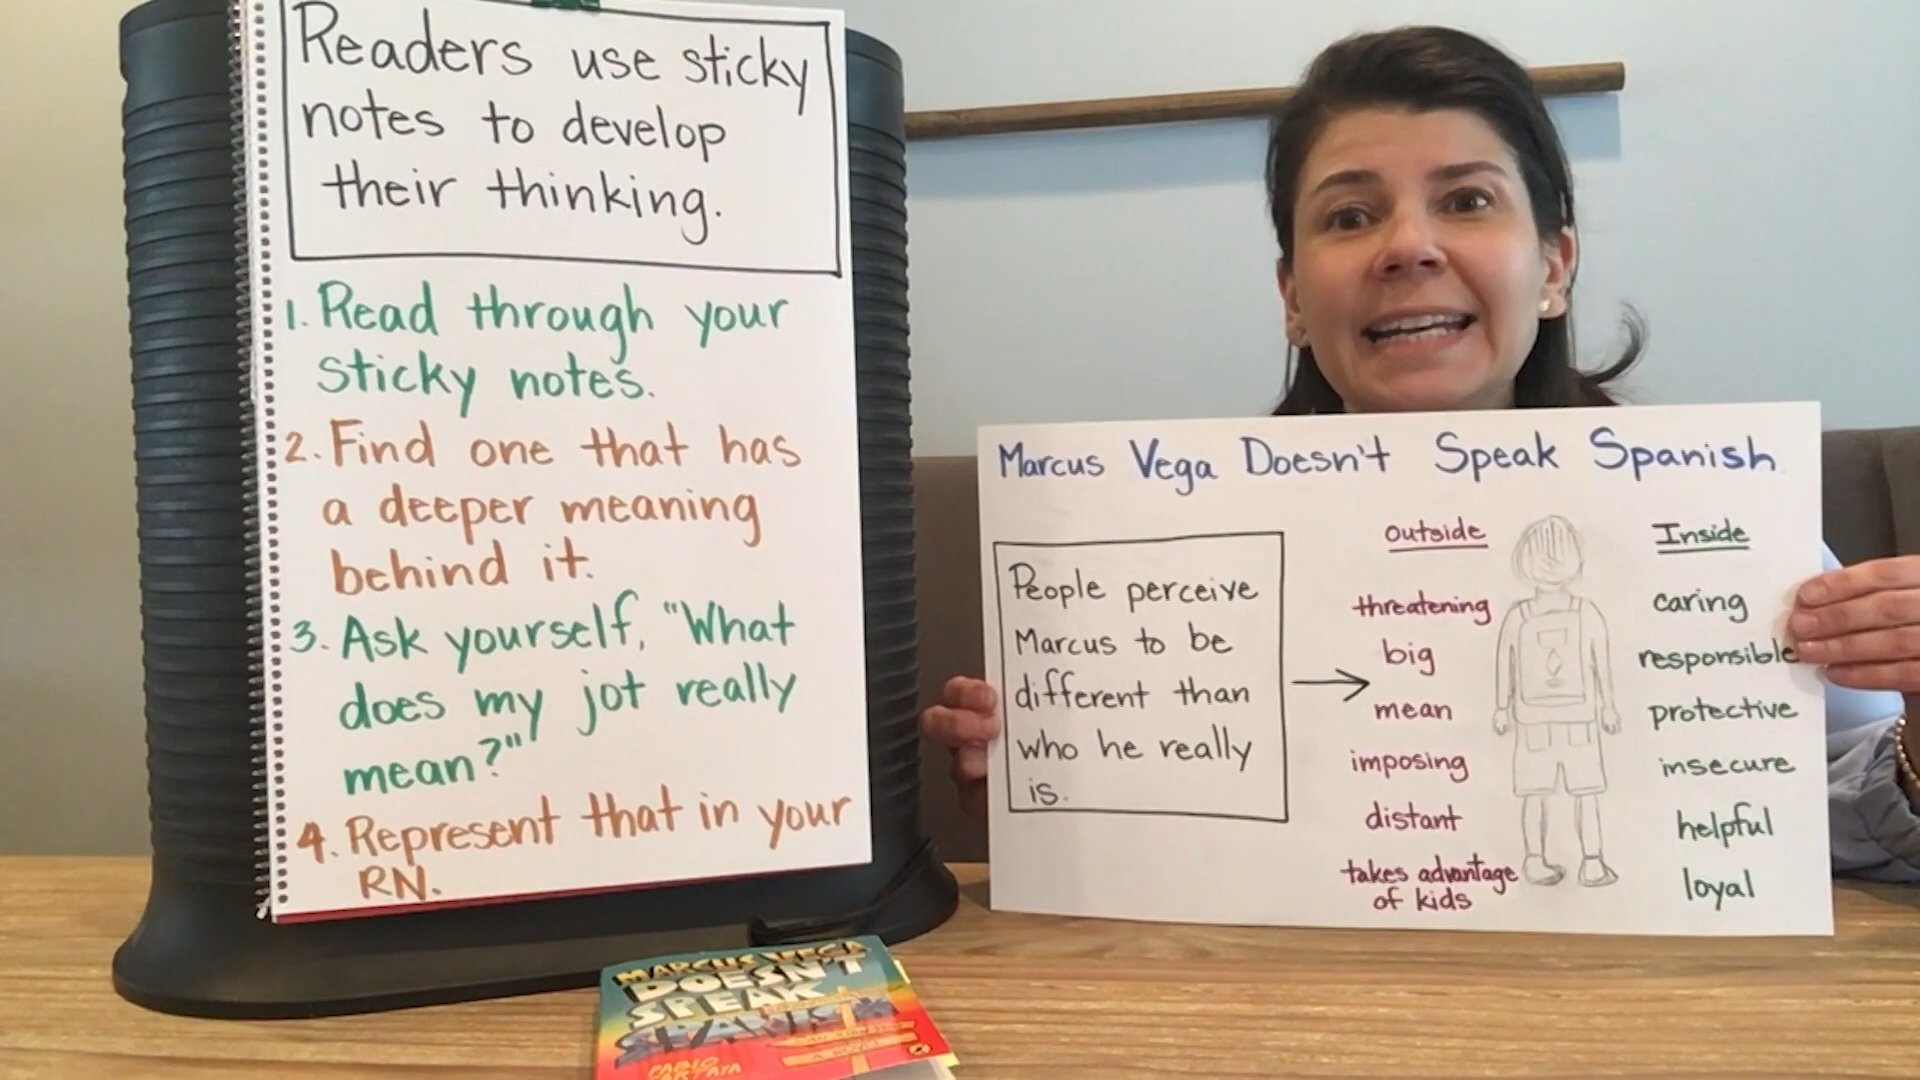 Readers use sticky
notes to develop
their thinking.
1. Read through your
sticky notes.
2. Find one that has
a deeper meaning
behind it.
3. Ask yourself, "What
does my jot really
mean?"
4. Represent that in your
RN.
Marcus Vega Doesn't Speak Spanish
People perceive
Marcus to be
different than
who he really
is.
Outside
threatening
big
mean
imposing
distant
takes advantage
of kids
Inside
caring
responsible
protective
insecure
helpful
loyal
MARCUS VEGA
DOESN'T
SPEAK
SPANISH
A NOVEL
PABLO
CARTAYA